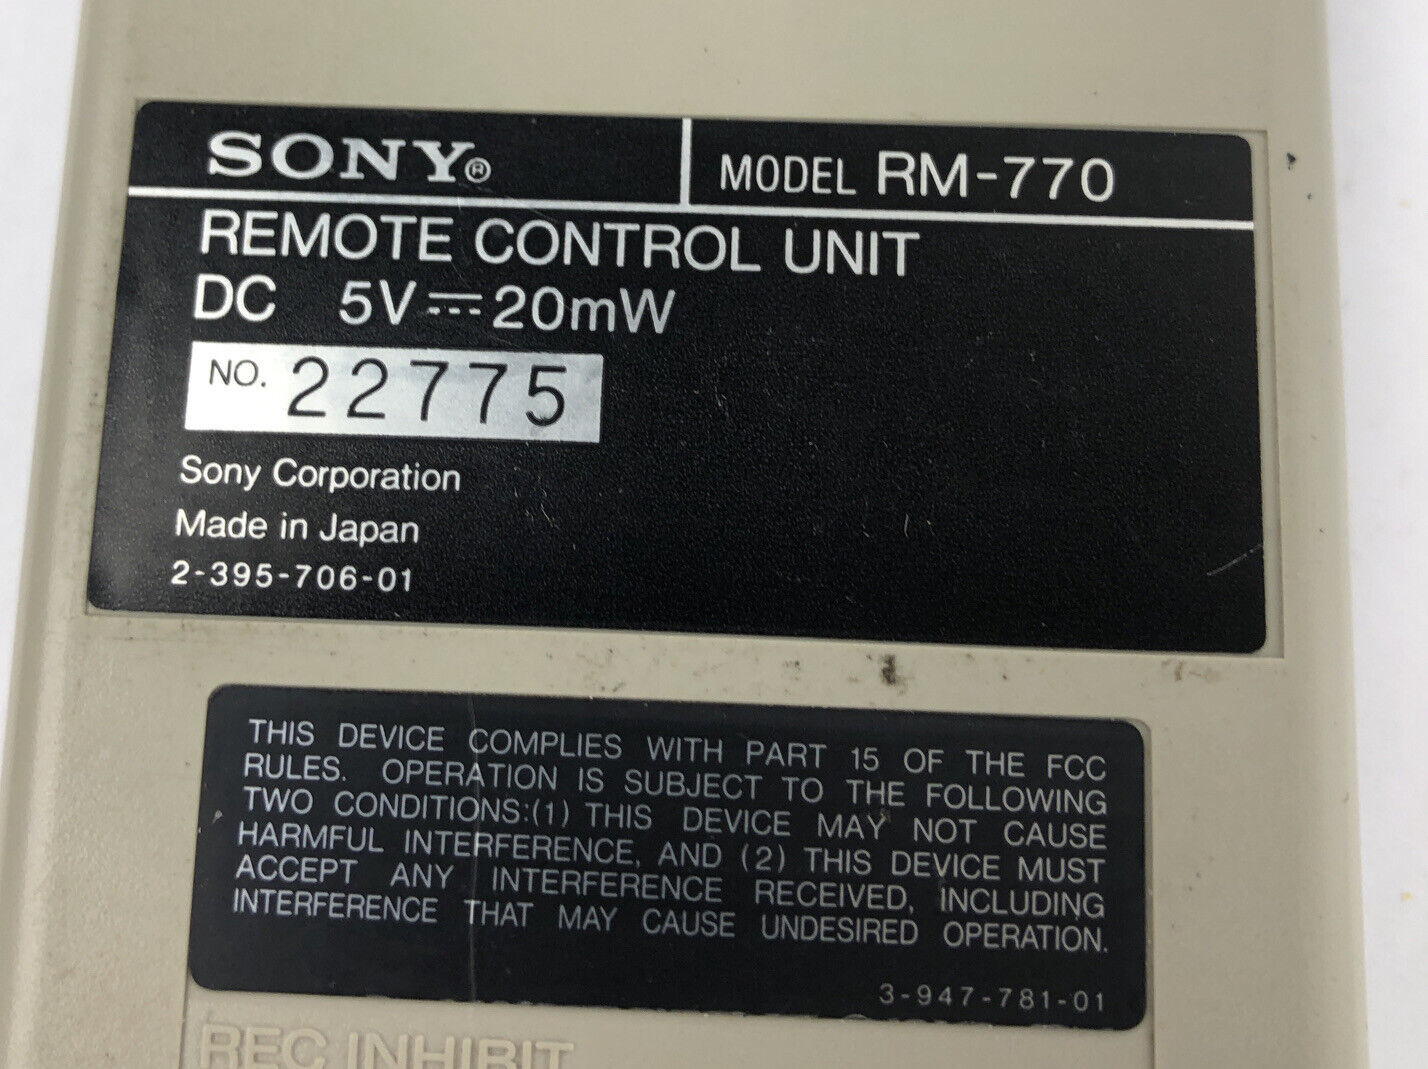 SONY®
MODEL RM-770
REMOTE CONTROL UNIT
DC 5V⎓20mW
NO. 22775
Sony Corporation
Made in Japan
2-395-706-01
THIS DEVICE COMPLIES WITH PART 15 OF THE FCC
RULES. OPERATION IS SUBJECT TO THE FOLLOWING
TWO CONDITIONS:(1) THIS DEVICE MAY NOT CAUSE
HARMFUL INTERFERENCE, AND (2) THIS DEVICE MUST
ACCEPT ANY INTERFERENCE RECEIVED, INCLUDING
INTERFERENCE THAT MAY CAUSE UNDESIRED OPERATION.
3-947-781-01
REC INHIBIT